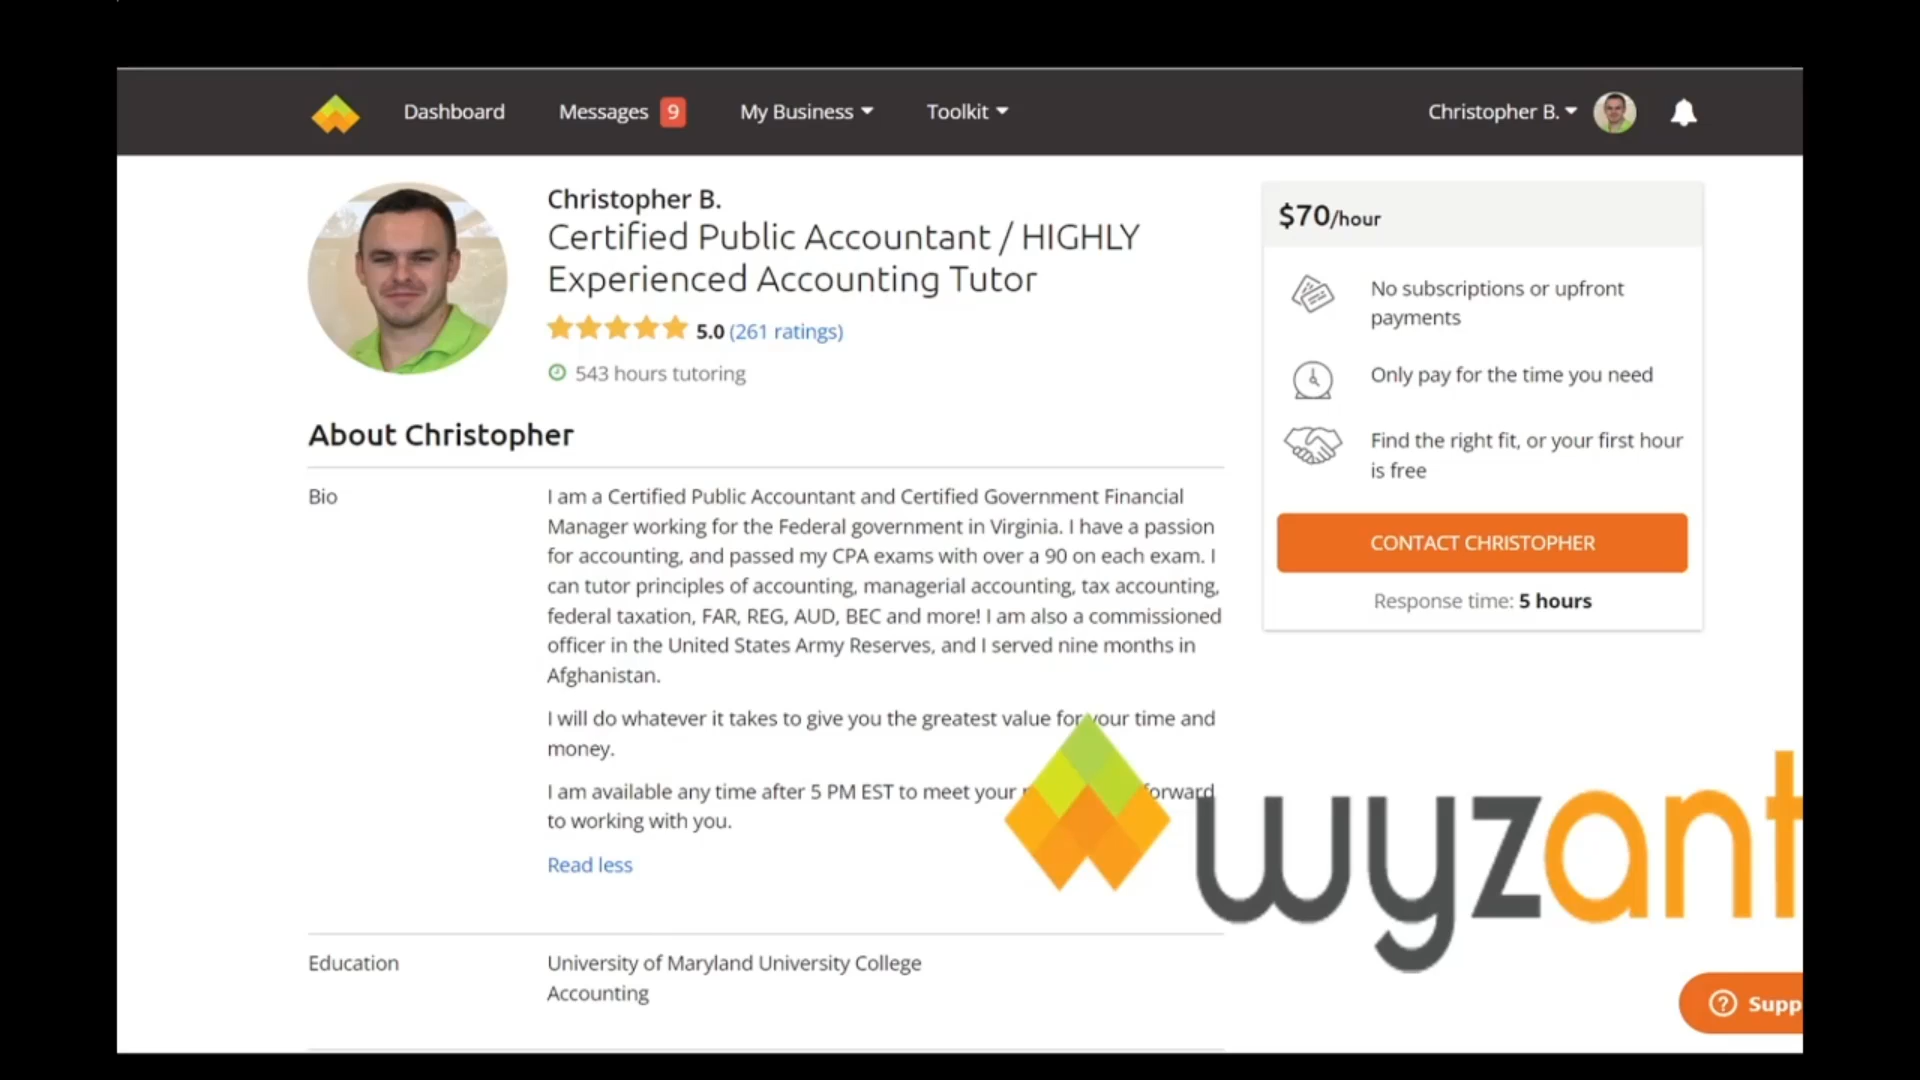 Dashboard Messages 9 My Business Toolkit Christopher B.
Christopher B.
Certified Public Accountant / HIGHLY
Experienced Accounting Tutor
5.0 (261 ratings)
543 hours tutoring
$70/hour
No subscriptions or upfront
payments
Only pay for the time you need
Find the right fit, or your first hour
is free
CONTACT CHRISTOPHER
Response time: 5 hours
About Christopher
Bio
I am a Certified Public Accountant and Certified Government Financial
Manager working for the Federal government in Virginia. I have a passion
for accounting, and passed my CPA exams with over a 90 on each exam. I
can tutor principles of accounting, managerial accounting, tax accounting,
federal taxation, FAR, REG, AUD, BEC and more! I am also a commissioned
officer in the United States Army Reserves, and I served nine months in
Afghanistan.
I will do whatever it takes to give you the greatest value for your time and
money.
I am available any time after 5 PM EST to meet your forward
to working with you.
Read less
wyzant
Education
University of Maryland University College
Accounting
Supp